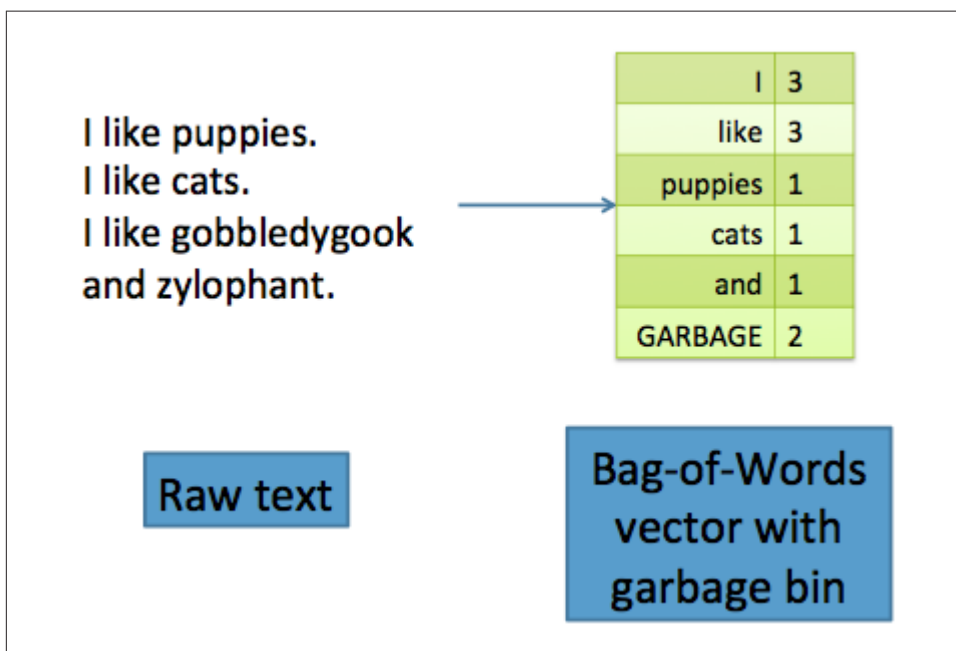 I like puppies.
I like cats.
I like gobbledygook
and zylophant.
I 3
like 3
puppies 1
cats 1
and 1
GARBAGE 2
Raw text
Bag-of-Words
vector with
garbage bin